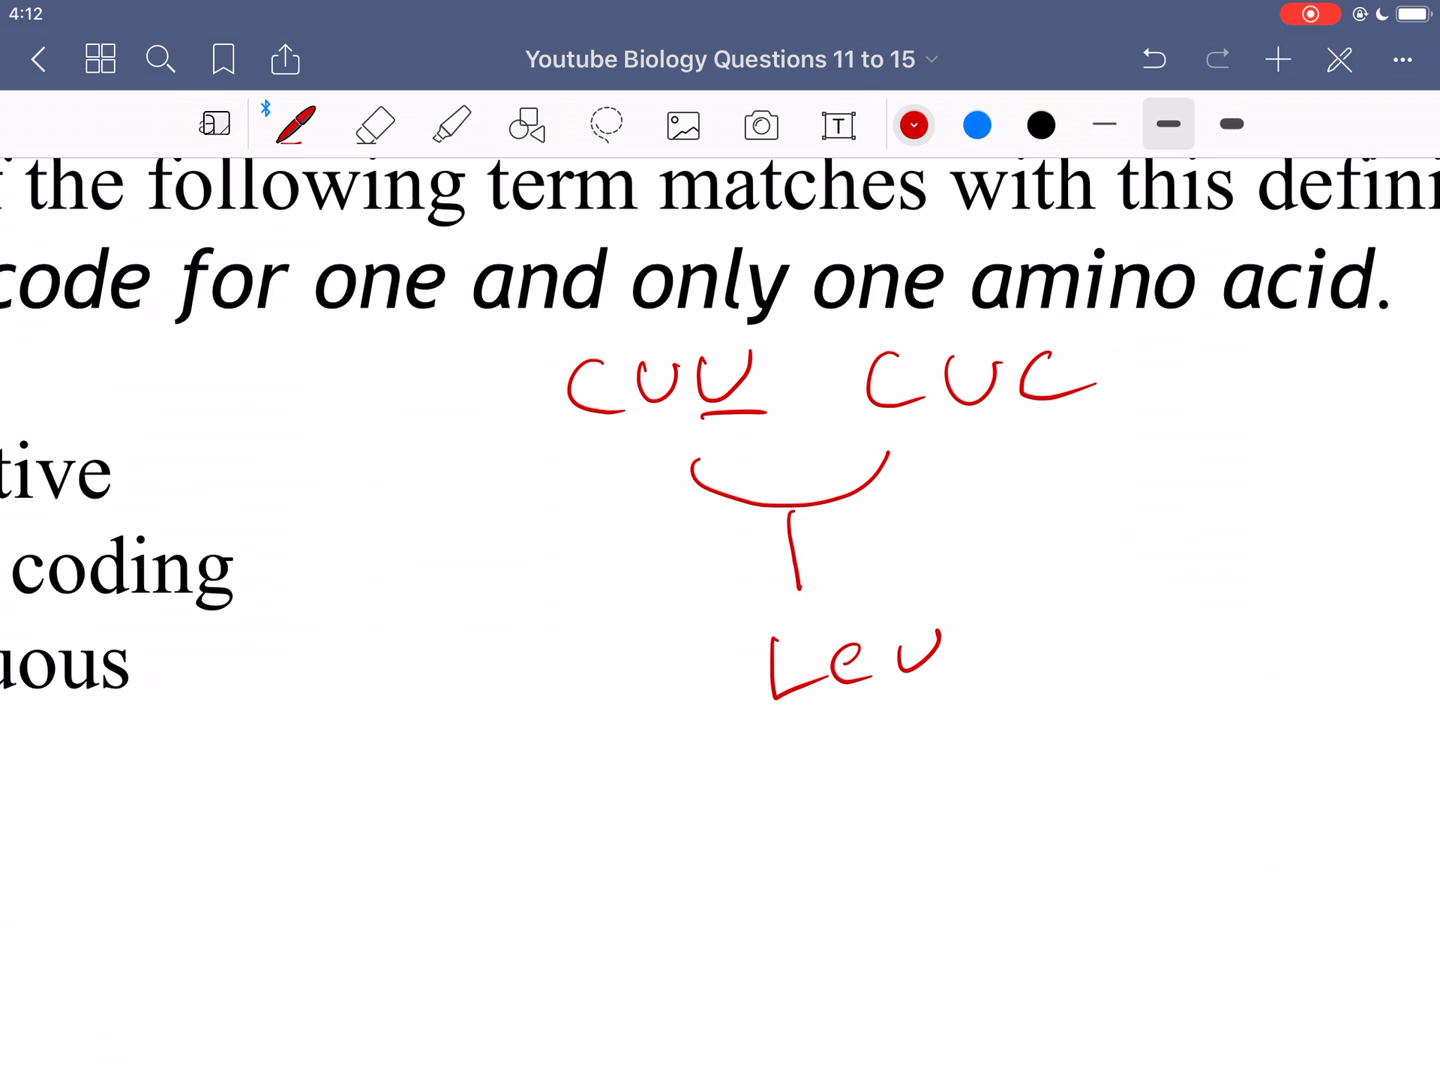 4:12
Youtube Biology Questions 11 to 15
T
the following term matches with this defini
code for one and only one amino acid.
CUU CUC
tive
coding
uous
Leu